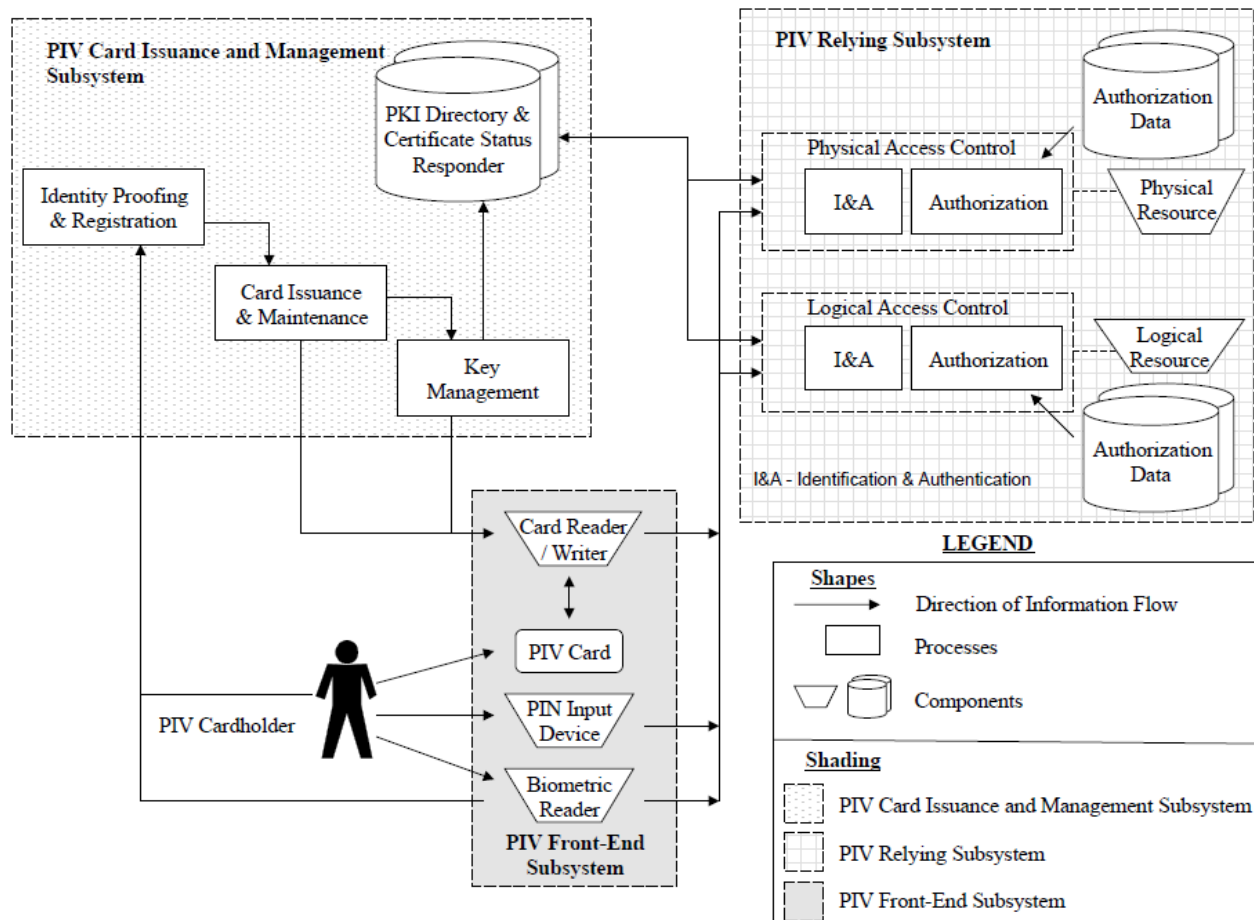 PIV Card Issuance and Management
Subsystem
PKI Directory &
Certificate Status
Responder
Identity Proofing
& Registration
Card Issuance
& Maintenance
Key
Management
PIV Relying Subsystem
Authorization
Data
Physical Access Control
I&A
Authorization
Physical
Resource
Logical Access Control
I&A
Authorization
Logical
Resource
Authorization
Data
I&A - Identification & Authentication
Card Reader
/ Writer
PIV Card
PIV Cardholder
PIN Input
Device
Biometric
Reader
PIV Front-End
Subsystem
LEGEND
Shapes
Direction of Information Flow
Processes
Components
Shading
PIV Card Issuance and Management Subsystem
PIV Relying Subsystem
PIV Front-End Subsystem